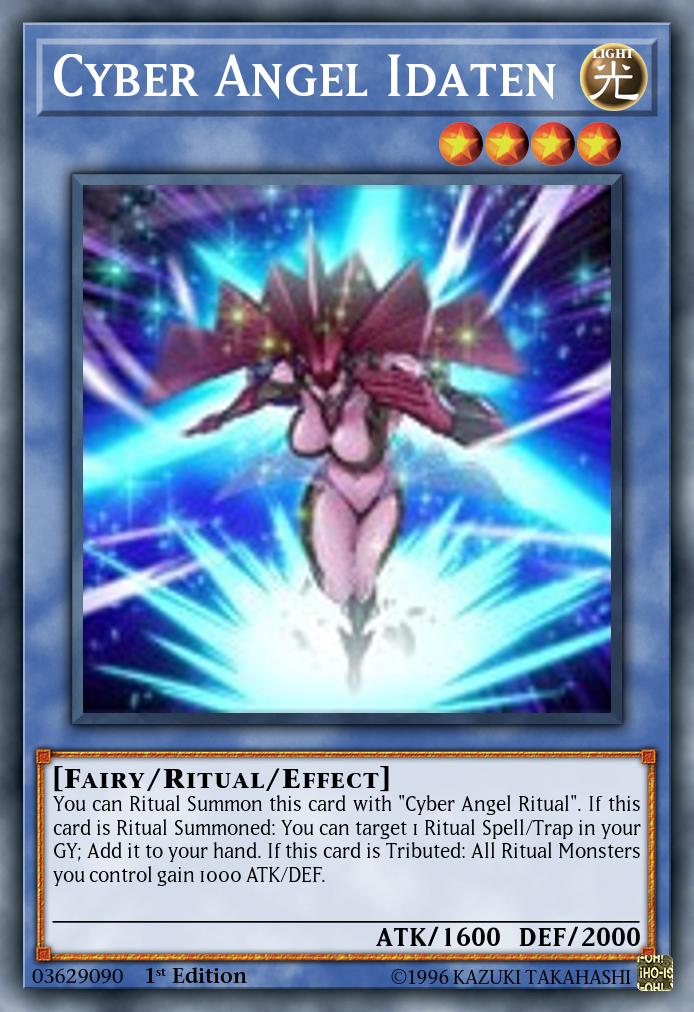 Cyber Angel Idaten
LIGHT
光
[Fairy/Ritual/Effect]
You can Ritual Summon this card with "Cyber Angel Ritual". If this
card is Ritual Summoned: You can target 1 Ritual Spell/Trap in your
GY; Add it to your hand. If this card is Tributed: All Ritual Monsters
you control gain 1000 ATK/DEF.
ATK/1600 DEF/2000
03629090 1st Edition ©1996 KAZUKI TAKAHASHI